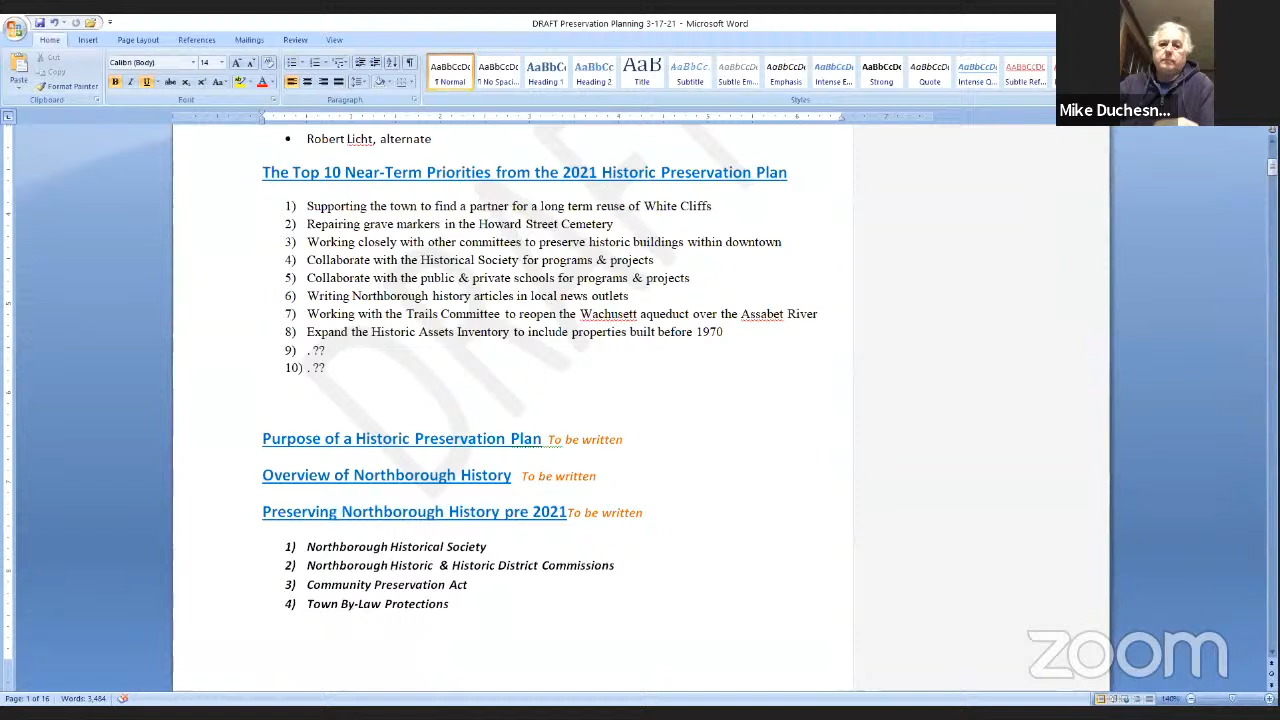 DRAFT Preservation Planning 3-17-21 - Microsoft Word
Home Insert Page Layout References Mailings Review View
Paste
Cut
Copy
Format Painter
Clipboard
Calibri (Body) 14
Font
Paragraph
AaBbCcDc AaBbCcDc AaBbC AaBbCc AaB AaBbCc. AaBbCcDt AaBbCcDt AaBbCcDt AaBbCcDc AaBbCcDt AaBbCcDt AABBCCDE
¶ Normal ¶ No Spaci... Heading 1 Heading 2 Title Subtitle Subtle Em... Emphasis Intense E... Strong Quote Intense Q... Subtle Ref...
Styles
Mike Duchesn...
DRAFT
• Robert Licht, alternate
The Top 10 Near-Term Priorities from the 2021 Historic Preservation Plan
1) Supporting the town to find a partner for a long term reuse of White Cliffs
2) Repairing grave markers in the Howard Street Cemetery
3) Working closely with other committees to preserve historic buildings within downtown
4) Collaborate with the Historical Society for programs & projects
5) Collaborate with the public & private schools for programs & projects
6) Writing Northborough history articles in local news outlets
7) Working with the Trails Committee to reopen the Wachusett aqueduct over the Assabet River
8) Expand the Historic Assets Inventory to include properties built before 1970
9) . ??
10) . ??
Purpose of a Historic Preservation Plan To be written
Overview of Northborough History To be written
Preserving Northborough History pre 2021 To be written
1) Northborough Historical Society
2) Northborough Historic & Historic District Commissions
3) Community Preservation Act
4) Town By-Law Protections
zoom
Page: 1 of 16 Words: 3,484 140%